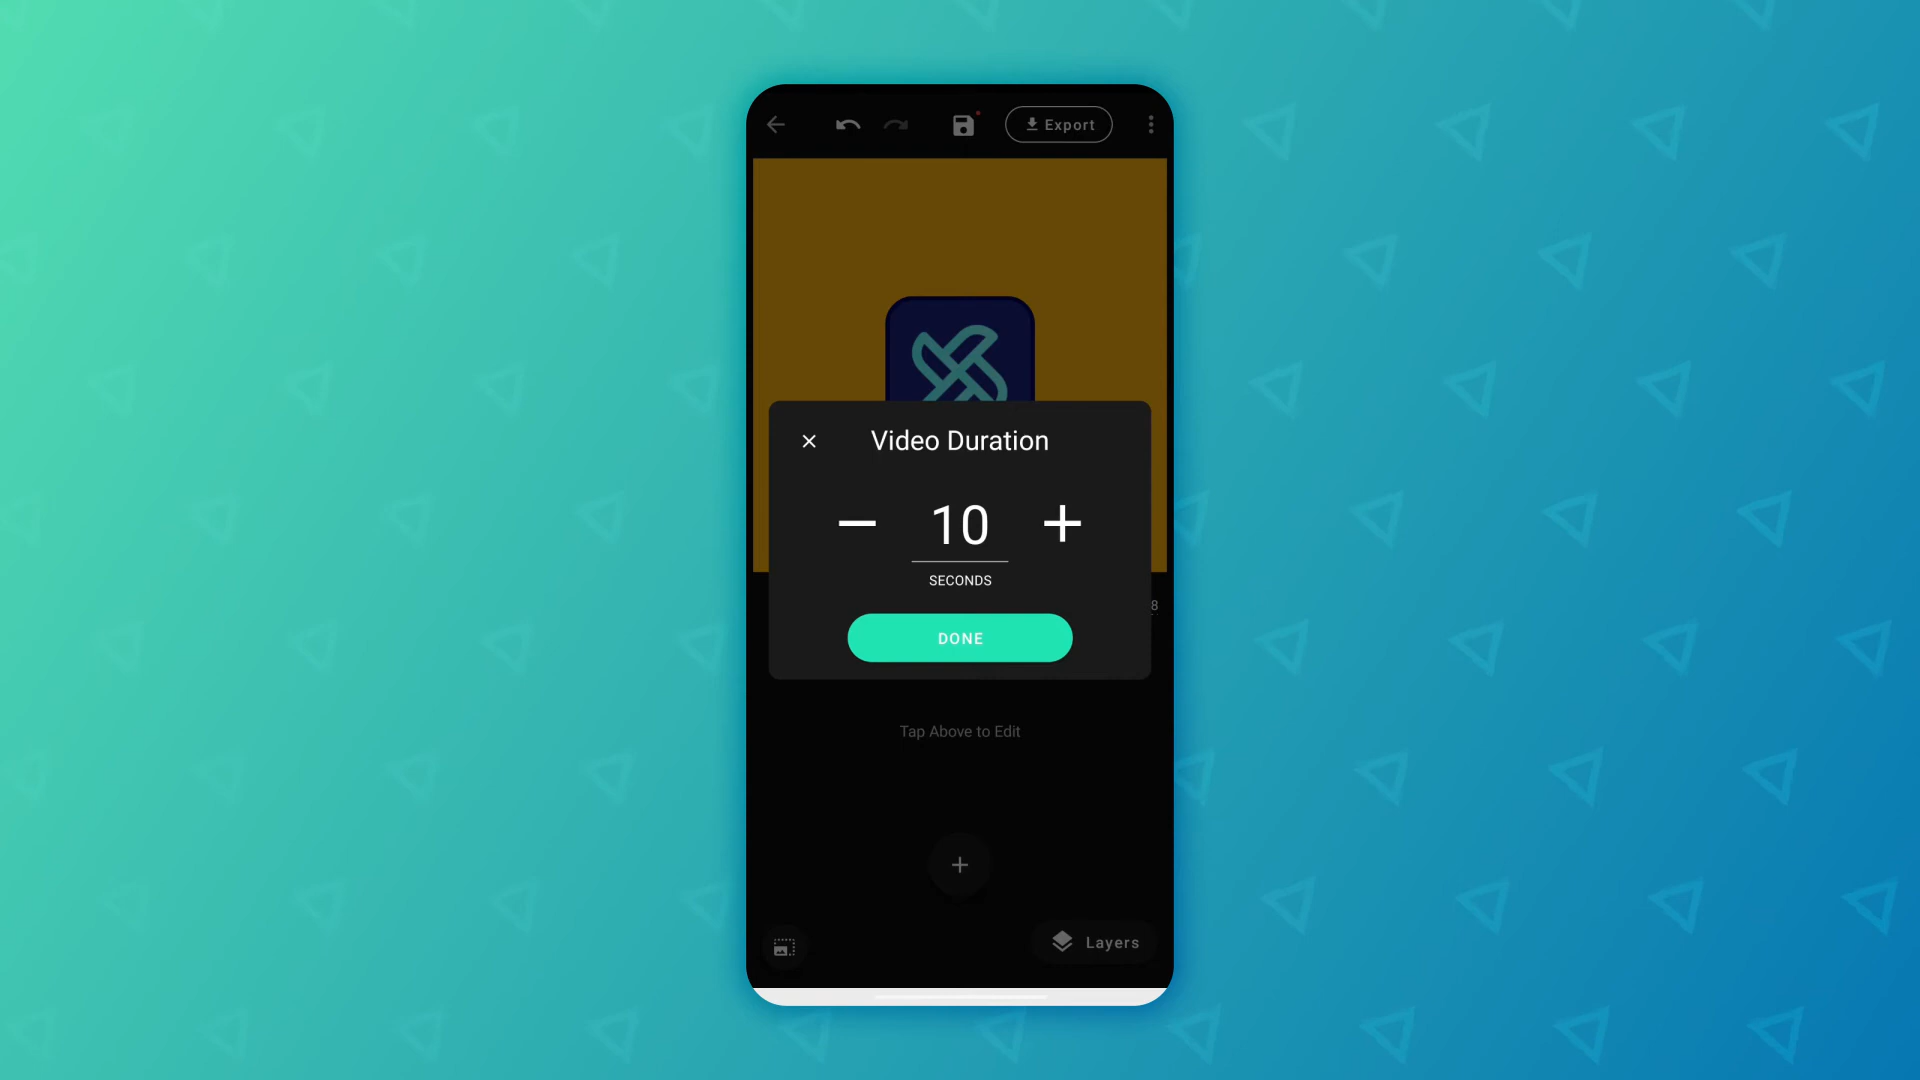 Export
Video Duration
10
SECONDS
8
DONE
Tap Above to Edit
Layers